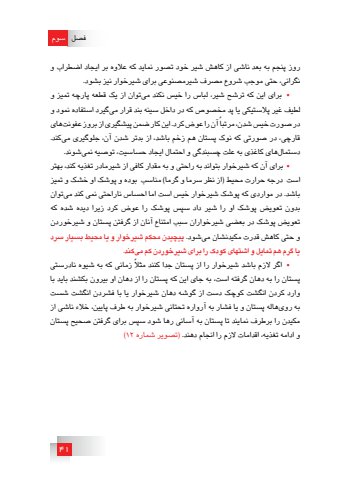 فصل سوم
روز پنجم به بعد ناشی از کاهش شیر خود تصور نماید که علاوه بر ایجاد اضطراب و
نگرانی، حتی موجب شروع مصرف شیرمصنوعی برای شیرخوار نیز بشود.
• برای این که ترشح شیر، لباس را خیس نکند می‌توان از یک قطعه پارچه تمیز و
لطیف غیر پلاستیکی یا پد مخصوص که در داخل سینه بند قرار می‌گیرد استفاده نمود و
در صورت خیس شدن، مرتباً آن را عوض کرد. این کار ضمن پیشگیری از بروز عفونت‌های
قارچی، در صورتی که نوک پستان هم زخم باشد، از بدتر شدن آن، جلوگیری می‌کند.
دستمال‌های کاغذی به علت چسبندگی و احتمال ایجاد حساسیت، توصیه نمی‌شوند.
• برای آن که شیرخوار بتواند به راحتی و به مقدار کافی از شیرمادر تغذیه کند، بهتر
است درجه حرارت محیط (از نظر سرما و گرما) مناسب بوده و پوشک او خشک و تمیز
باشد. در مواردی که پوشک شیرخوار خیس است اما احساس ناراحتی نمی کند می‌توان
بدون تعویض پوشک او را شیر داد سپس پوشک را عوض کرد زیرا دیده شده که
تعویض پوشک در بعضی شیرخواران سبب امتناع آنان از گرفتن پستان و شیرخوردن
و حتی کاهش قدرت مکیدنشان می‌شود. پیچیدن محکم شیرخوار و یا محیط بسیار سرد
یا گرم هم تمایل و اشتهای کودک را برای شیرخوردن کم می‌کند.
• اگر لازم باشد شیرخوار را از پستان جدا کنند مثلاً زمانی که به شیوه نادرستی
پستان را به دهان گرفته است، به جای این که پستان را از دهان او بیرون بکشند باید با
وارد کردن انگشت کوچک دست از گوشه دهان شیرخوار یا با فشردن انگشت شست
به روی‌هاله پستان و یا فشار به آرواره تحتانی شیرخوار به طرف پایین، خلاء ناشی از
مکیدن را برطرف نمایند تا پستان به آسانی رها شود سپس برای گرفتن صحیح پستان
و ادامه تغذیه، اقدامات لازم را انجام دهند. (تصویر شماره ۱۲)
۴۱